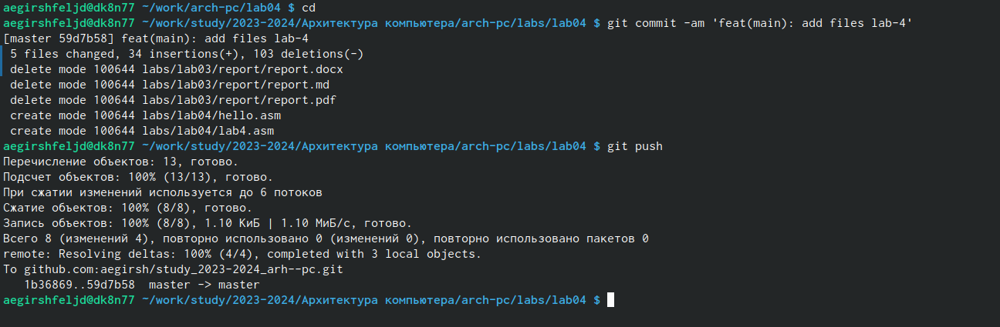 aegirshfeljd@dk8n77 ~/work/arch-pc/lab04 $ cd
aegirshfeljd@dk8n77 ~/work/study/2023-2024/Архитектура компьютера/arch-pc/labs/lab04 $ git commit -am 'feat(main): add files lab-4'
[master 59d7b58] feat(main): add files lab-4
 5 files changed, 34 insertions(+), 103 deletions(-)
 delete mode 100644 labs/lab03/report/report.docx
 delete mode 100644 labs/lab03/report/report.md
 delete mode 100644 labs/lab03/report/report.pdf
 create mode 100644 labs/lab04/hello.asm
 create mode 100644 labs/lab04/lab4.asm
aegirshfeljd@dk8n77 ~/work/study/2023-2024/Архитектура компьютера/arch-pc/labs/lab04 $ git push
Перечисление объектов: 13, готово.
Подсчет объектов: 100% (13/13), готово.
При сжатии изменений используется до 6 потоков
Сжатие объектов: 100% (8/8), готово.
Запись объектов: 100% (8/8), 1.10 КиБ | 1.10 МиБ/с, готово.
Всего 8 (изменений 4), повторно использовано 0 (изменений 0), повторно использовано пакетов 0
remote: Resolving deltas: 100% (4/4), completed with 3 local objects.
To github.com:aegirsh/study_2023-2024_arh--pc.git
   1b36869..59d7b58  master -> master
aegirshfeljd@dk8n77 ~/work/study/2023-2024/Архитектура компьютера/arch-pc/labs/lab04 $